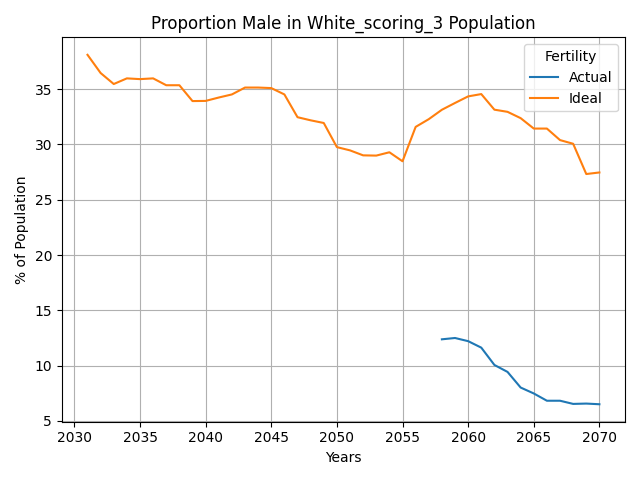 Proportion Male in White_scoring_3 Population
Fertility
Actual
Ideal
% of Population
35
30
25
20
15
10
5
2030 2035 2040 2045 2050 2055 2060 2065 2070
Years